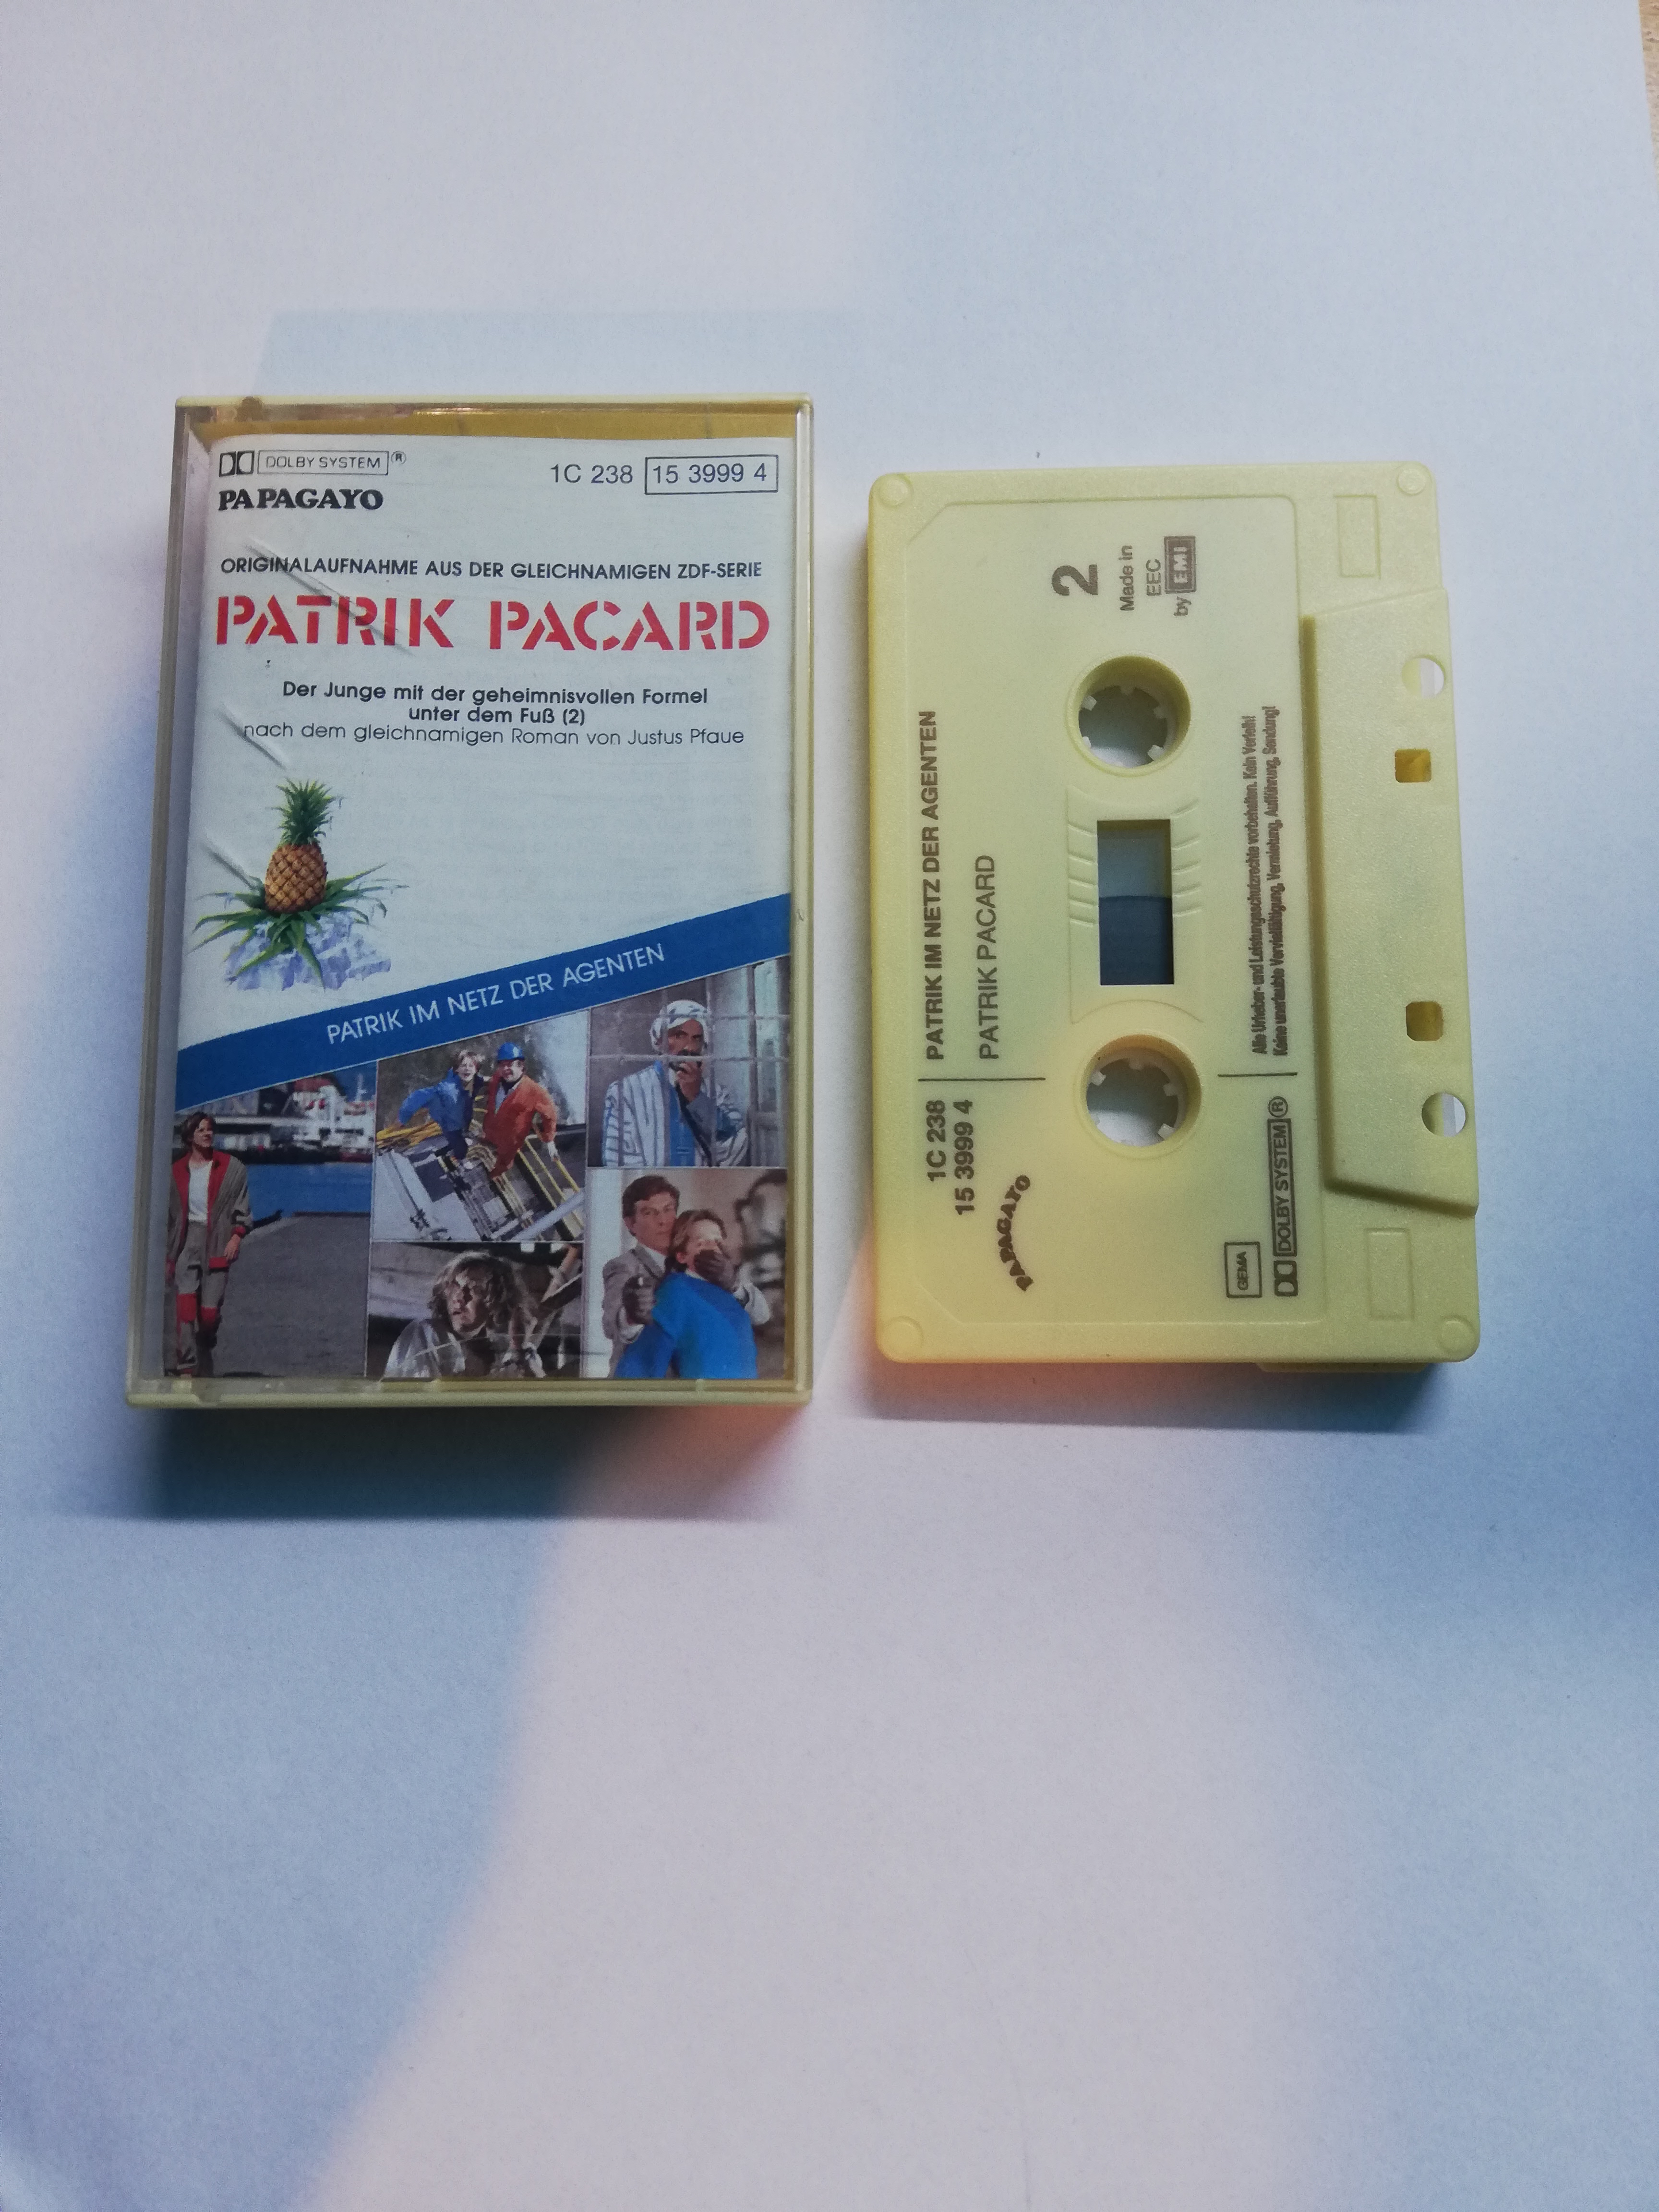 DOLBY SYSTEM®
PAPAGAYO
1C 238 15 3999 4
ORIGINALAUFNAHME AUS DER GLEICHNAMIGEN ZDF-SERIE
PATRIK PACARD
Der Junge mit der geheimnisvollen Formel
unter dem Fuß (2)
nach dem gleichnamigen Roman von Justus Pfaue
PATRIK IM NETZ DER AGENTEN
1C 238
15 3999 4
PATRIK IM NETZ DER AGENTEN
PATRIK PACARD
PAPAGAYO
2
Made in
EEC
by EMI
GEMA
DOLBY SYSTEM®
Alle Urheber- und Leistungsschutzrechte vorbehalten. Kein Verleih!
Keine unerlaubte Vervielfältigung, Vermietung, Aufführung, Sendung!